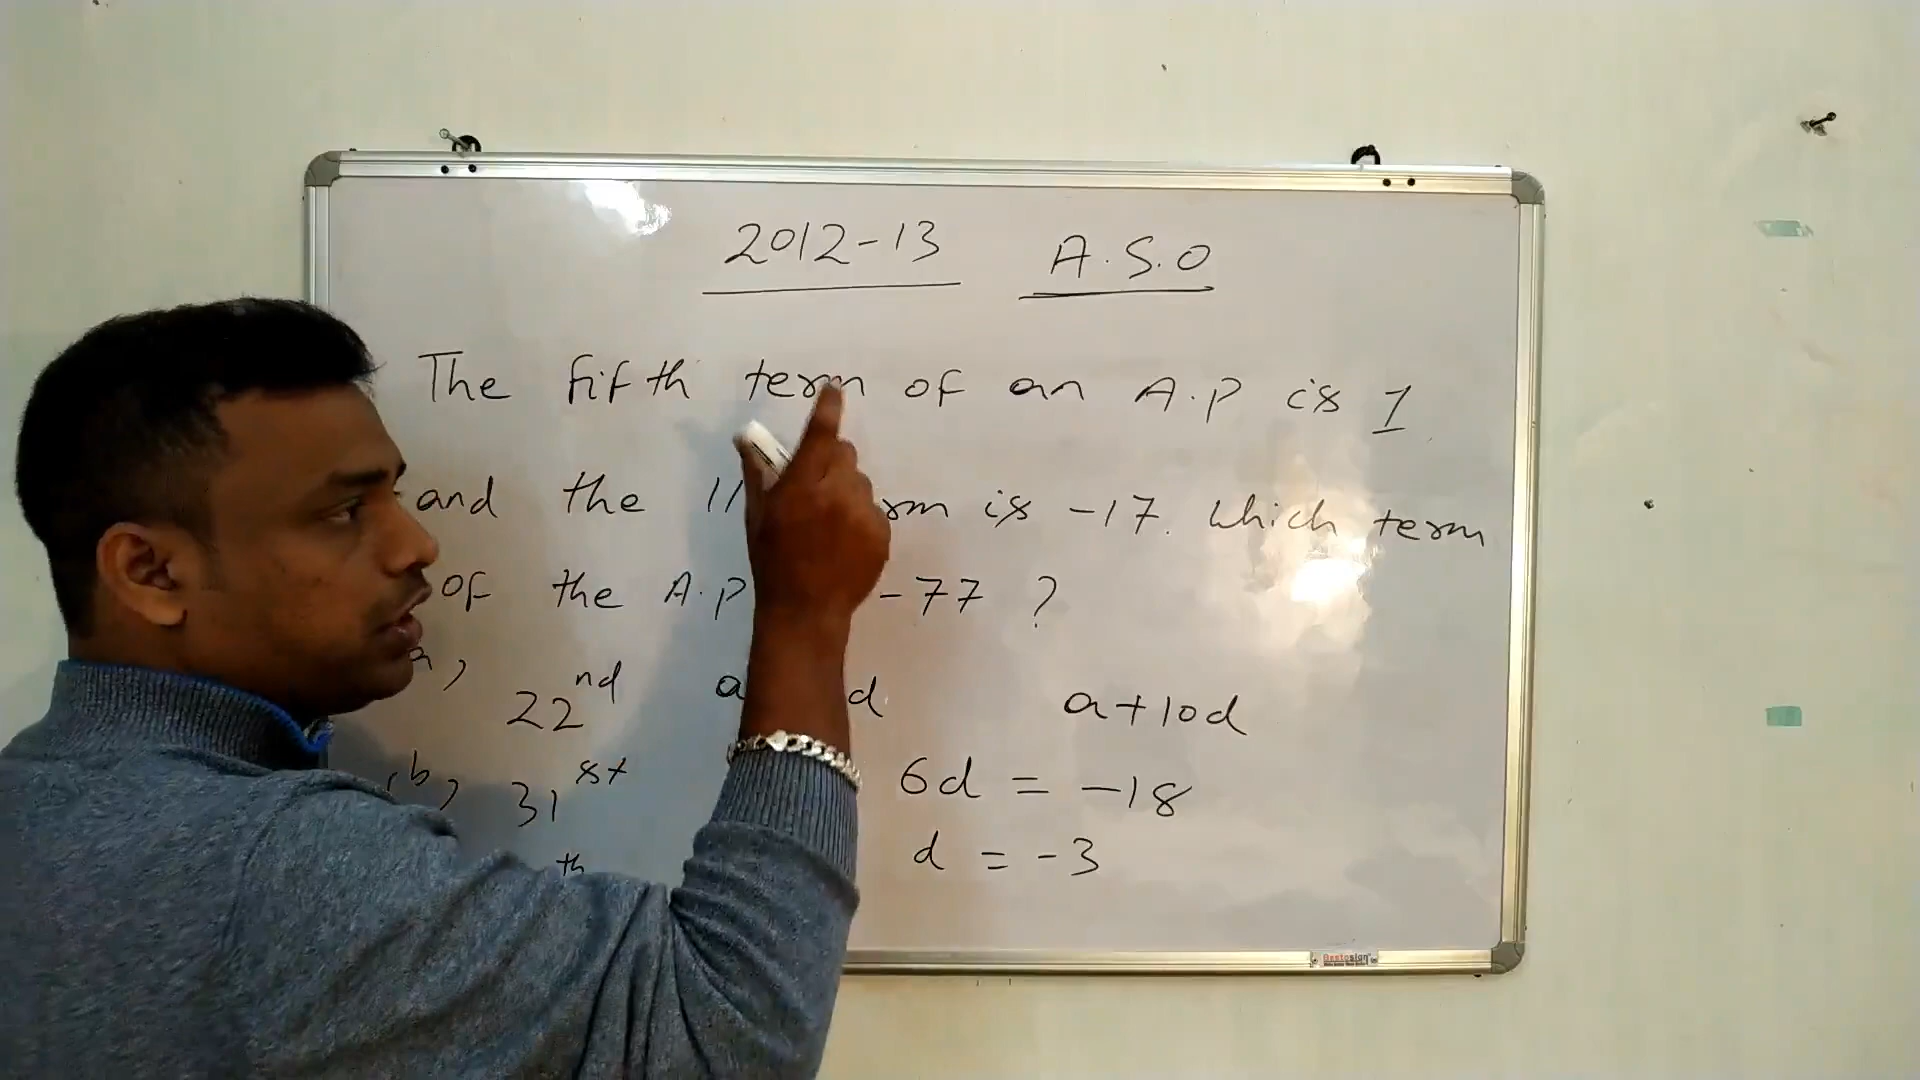 2012-13 A.S.O
The fifth term of an A.P is 1
and the 11 is -17. Which term
of the A.P -77 ?
a, 22nd a d a+10d
(b, 31st 6d = -18
th d = -3